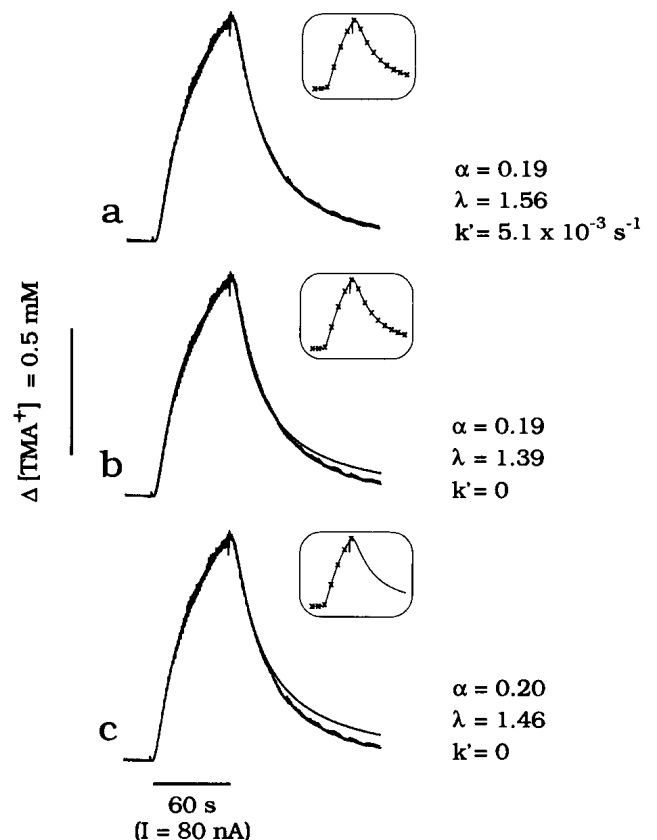 a
α = 0.19
λ = 1.56
k'= 5.1 x 10⁻³ s⁻¹
Δ [TMA⁺] = 0.5 mM
b
α = 0.19
λ = 1.39
k'= 0
c
α = 0.20
λ = 1.46
k'= 0
60 s
(I = 80 nA)